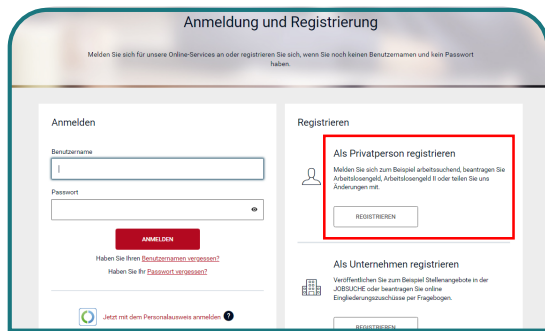 Anmeldung und Registrierung
Melden Sie sich für unsere Online-Services an oder registrieren Sie sich, wenn Sie noch keinen Benutzernamen und kein Passwort
haben.
Anmelden
Benutzername
Passwort
ANMELDEN
Haben Sie Ihren Benutzernamen vergessen?
Haben Sie Ihr Passwort vergessen?
Jetzt mit dem Personalausweis anmelden ?
Registrieren
Als Privatperson registrieren
Melden Sie sich zum Beispiel arbeitssuchend, beantragen Sie
Arbeitslosengeld, Arbeitslosengeld II oder teilen Sie uns
Änderungen mit.
REGISTRIEREN
Als Unternehmen registrieren
Veröffentlichen Sie zum Beispiel Stellenangebote in der
JOBSUCHE oder beantragen Sie online
Eingliederungszuschüsse per Fragebogen.
REGISTRIEREN